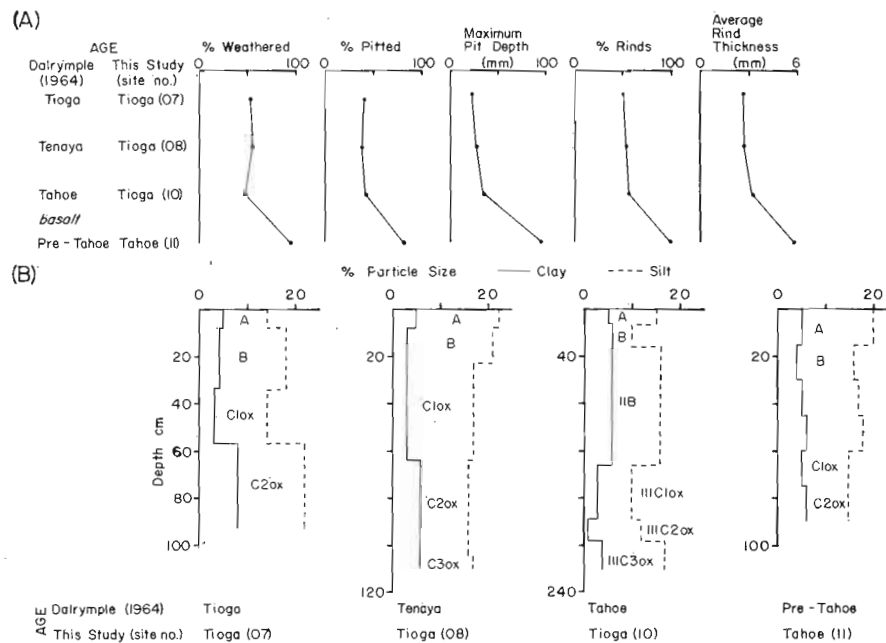 (A)
AGE
Dalrymple (1964)
This Study (site no.)
% Weathered
% Pitted
Maximum Pit Depth (mm)
% Rinds
Average Rind Thickness (mm)
0 100
0 100
0 100
0 100
0 6
Tioga Tioga (07)
Tenaya Tioga (08)
Tahoe Tioga (10)
basalt
Pre-Tahoe Tahoe (11)
(B)
% Particle Size Clay Silt
0 20
0 20
0 20
0 20
Depth cm
20
40
60
80
100
A
B
C1ox
C2ox
20
120
A
B
C1ox
C2ox
C3ox
40
240
A
B
IIB
IIIC1ox
IIIC2ox
IIIC3ox
20
100
A
B
C1ox
C2ox
AGE
Dalrymple (1964) Tioga Tenaya Tahoe Pre-Tahoe
This Study (site no.) Tioga (07) Tioga (08) Tioga (10) Tahoe (11)